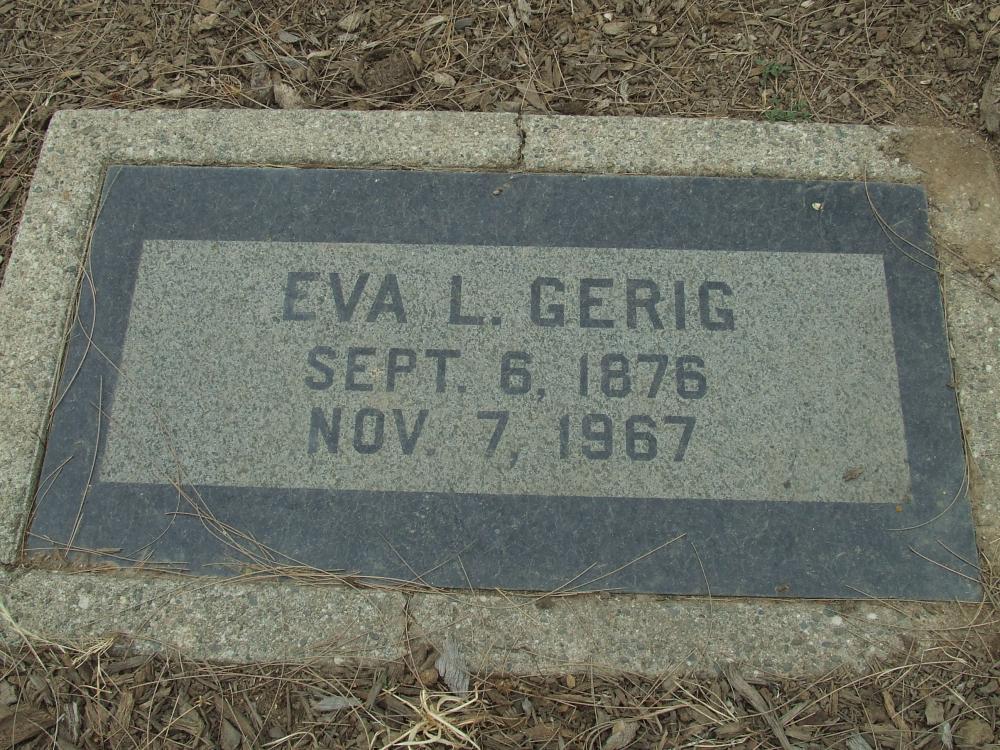 EVA L. GERIG
SEPT. 6, 1876
NOV. 7, 1967